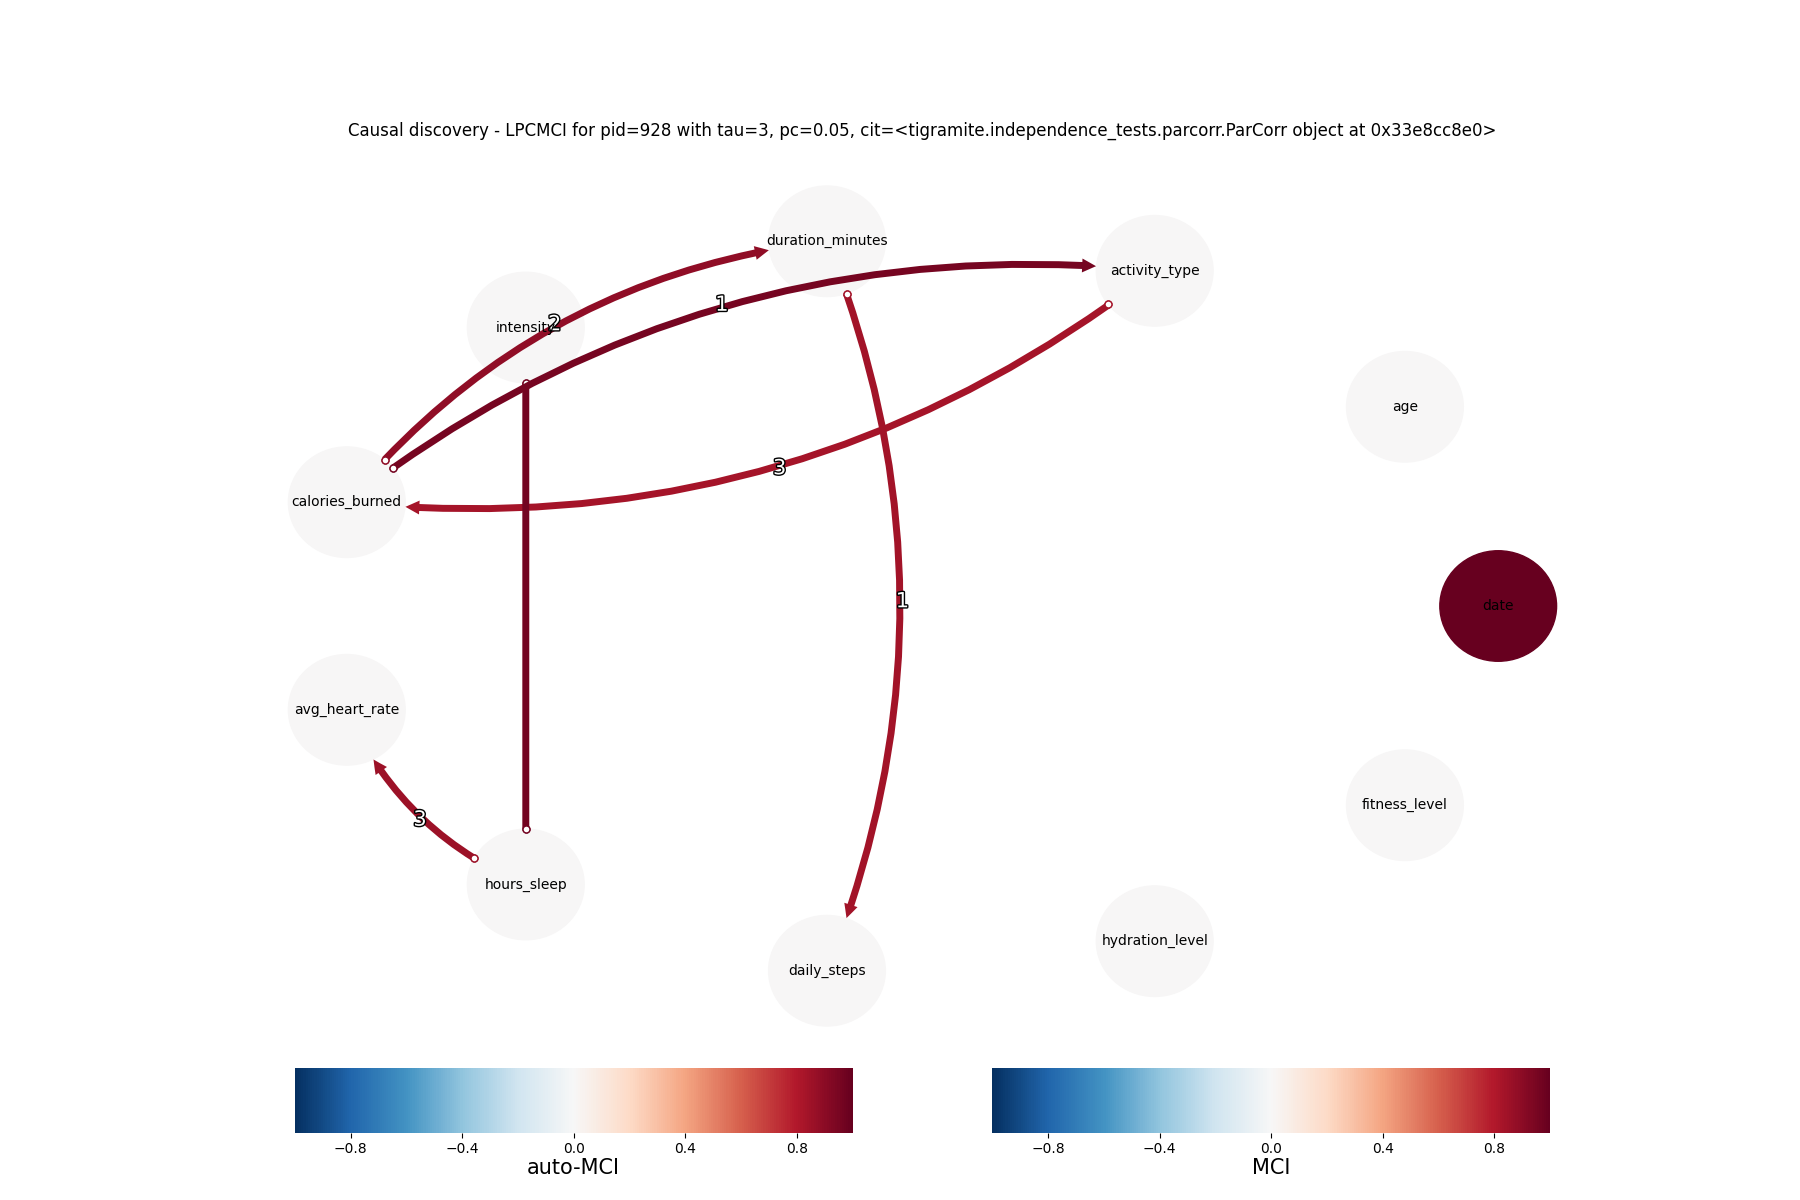 Causal discovery - LPCMCI for pid=928 with tau=3, pc=0.05, cit=<tigramite.independence_tests.parcorr.ParCorr object at 0x33e8cc8e0>
duration_minutes
activity_type
1
2
intensity
age
3
calories_burned
1
date
avg_heart_rate
fitness_level
3
hours_sleep
hydration_level
daily_steps
−0.8 −0.4 0.0 0.4 0.8
auto-MCI
−0.8 −0.4 0.0 0.4 0.8
MCI